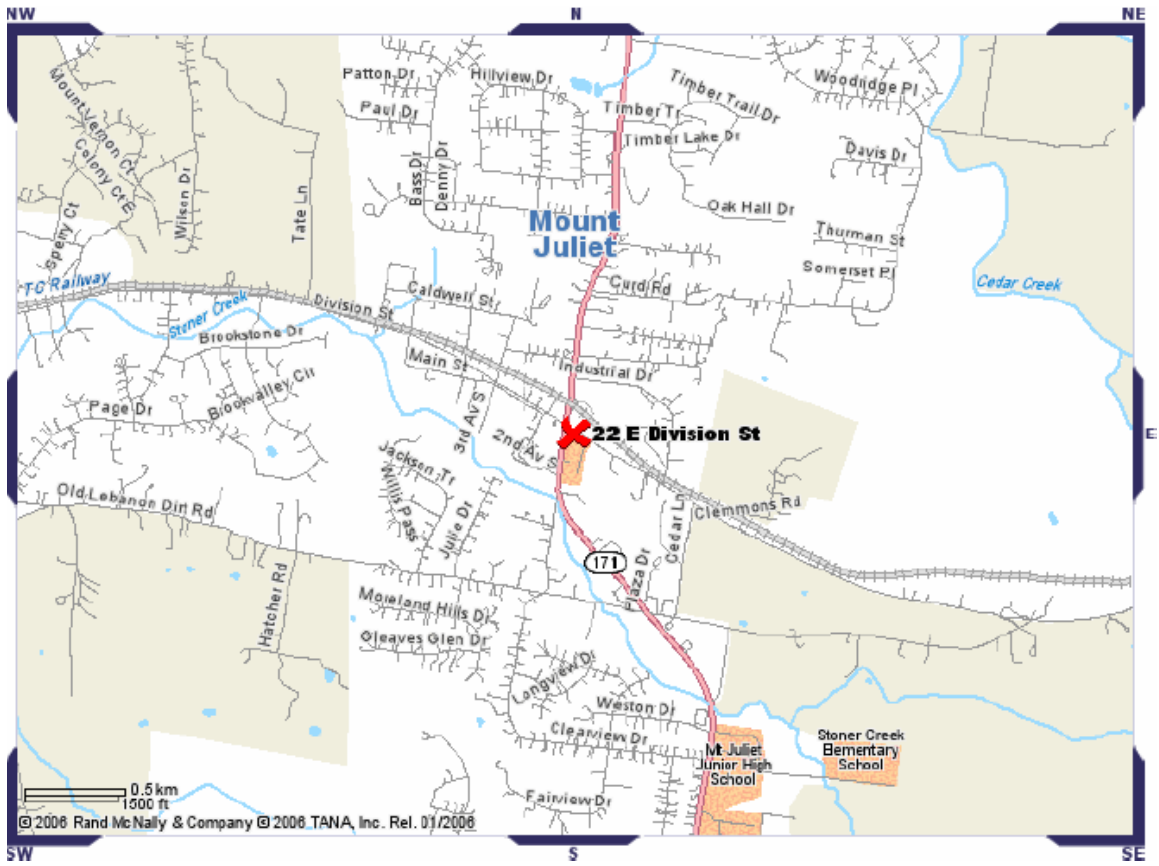 NW
N
NE
Patton Dr
Hillview Dr
Timber Trail Dr
Woodridge Pl
Mount Vernon Ct
Paul Dr
Timber Tr
Timber Lake Dr
Colony Ct E
Bass Dr
Denny Dr
Davis Dr
Wilson Dr
Tate Ln
Oak Hall Dr
Sperry Ct
Mount
Juliet
Thurman St
Somerset Pl
TC Railway
Curd Rd
Cedar Creek
Caldwell St
Division St
Stoner Creek
Brookstone Dr
Main St
Industrial Dr
Brookvalley Cir
Page Dr
3rd Av S
22 E Division St
E
2nd Av S
Jackson Tr
Willis Pass
Old Lebanon Dirt Rd
Julie Dr
Cedar Ln
Clemmons Rd
171
Plaza Dr
Hatcher Rd
Moreland Hills Dr
Gleaves Glen Dr
Longview Dr
Weston Dr
Clearview Dr
Mt Juliet
Junior High
School
Stoner Creek
Elementary
School
Fairview Dr
0.5 km
1500 ft
© 2006 Rand McNally & Company © 2006 TANA, Inc. Rel. 01/2006
SW
S
SE